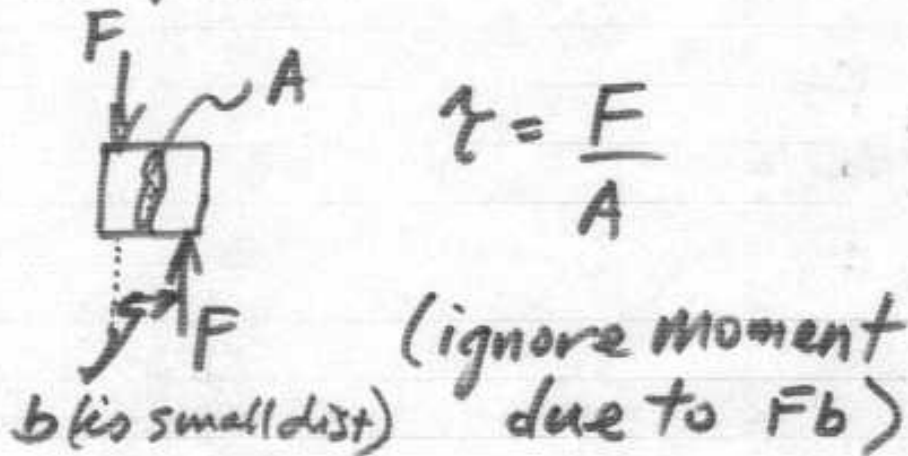 F
A
τ = F/A
F
b (is small dist)
(ignore moment
due to Fb)